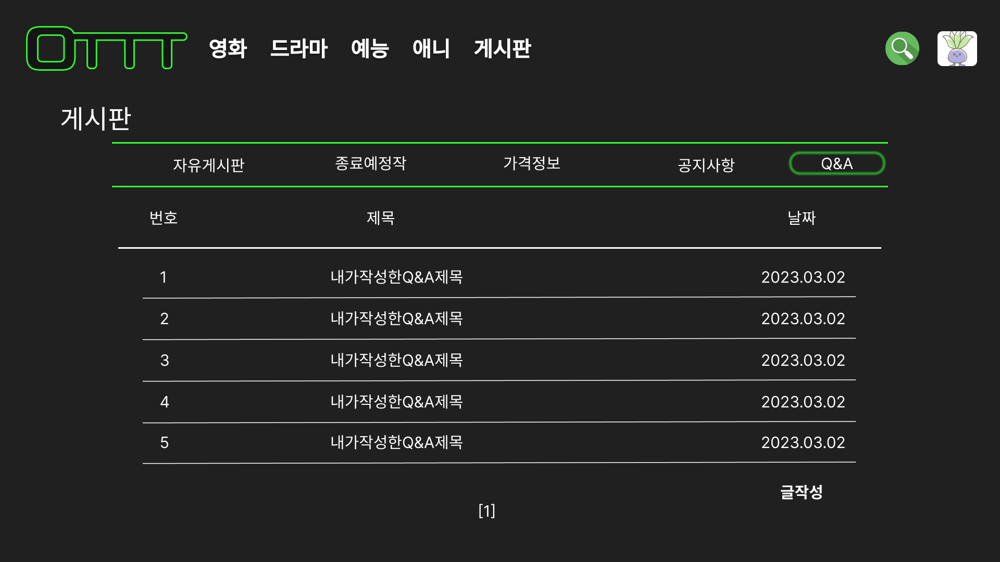 OTTT 영화 드라마 예능 애니 게시판
게시판
자유게시판 종료예정작 가격정보 공지사항 Q&A
번호 제목 날짜
1 내가작성한Q&A제목 2023.03.02
2 내가작성한Q&A제목 2023.03.02
3 내가작성한Q&A제목 2023.03.02
4 내가작성한Q&A제목 2023.03.02
5 내가작성한Q&A제목 2023.03.02
글작성
[1]